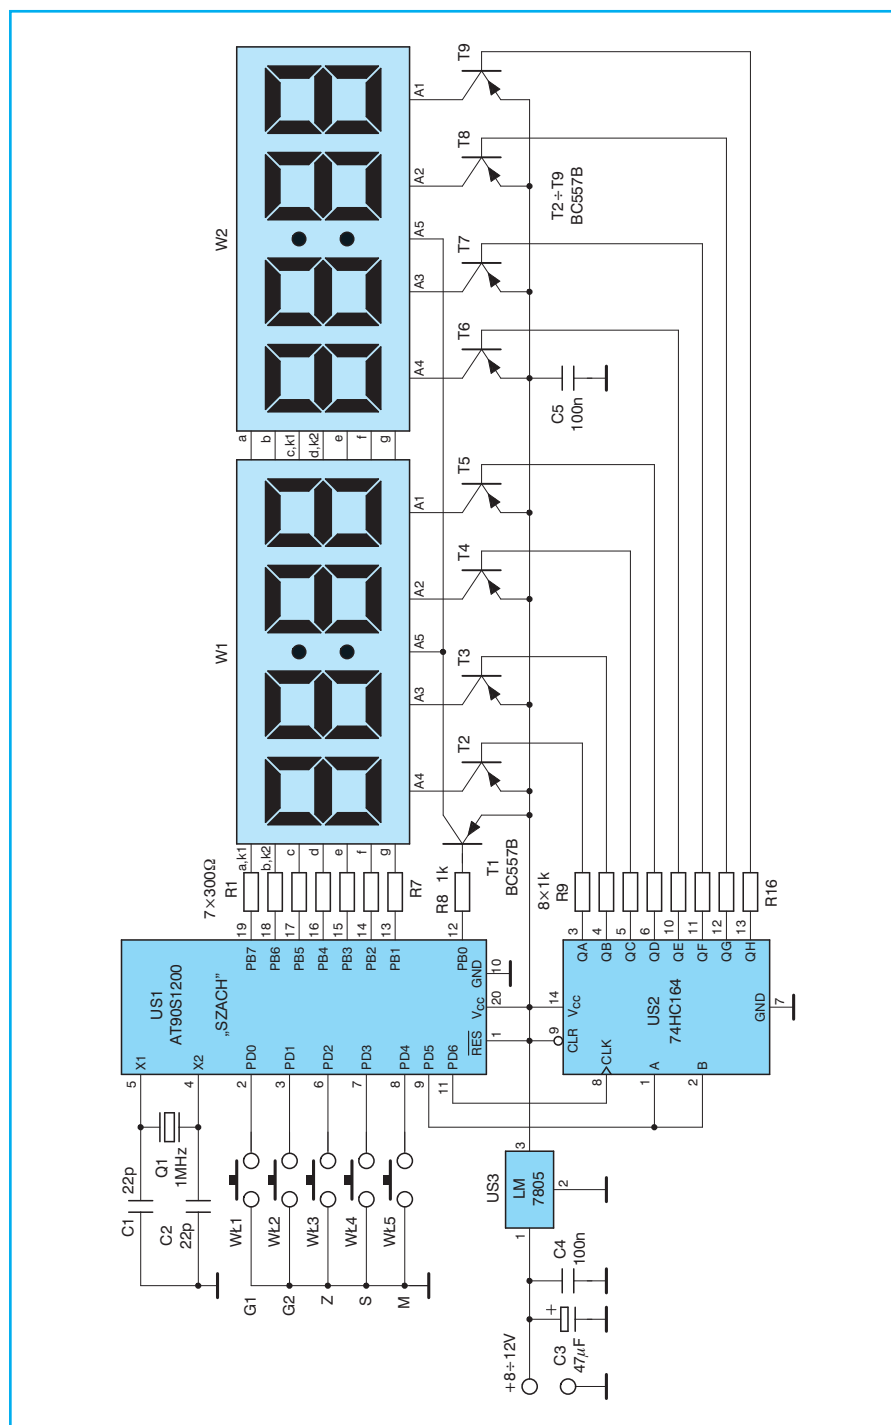 W1
W2
A4
A3
A5
A2
A1
A4
A3
A5
A2
A1
a
b
c,k1
d,k2
e
f
g
a,k1
b,k2
c
d
e
f
g
T1
BC557B
T2
T3
T4
T5
T6
T7
T8
T9
T2÷T9
BC557B
C5
100n
7×300Ω
R1
R7
R8 1k
8×1k
R9
R16
US1
AT90S1200
„SZACH”
X1
X2
PD0
PD1
PD2
PD3
PD4
PD5
PD6
5
4
2
3
6
7
8
9
11
PB7
PB6
PB5
PB4
PB3
PB2
PB1
PB0
19
18
17
16
15
14
13
12
GND
10
Vcc
20
RES
1
US2
74HC164
Vcc
14
CLR
9
CLK
8
A
1
B
2
GND
7
QA
QB
QC
QD
QE
QF
QG
QH
3
4
5
6
10
11
12
13
C1
22p
Q1
1MHz
C2
22p
WŁ1
WŁ2
WŁ3
WŁ4
WŁ5
G1
G2
Z
S
M
US3
LM
7805
1
2
3
C4
100n
+
C3
47µF
+8÷12V